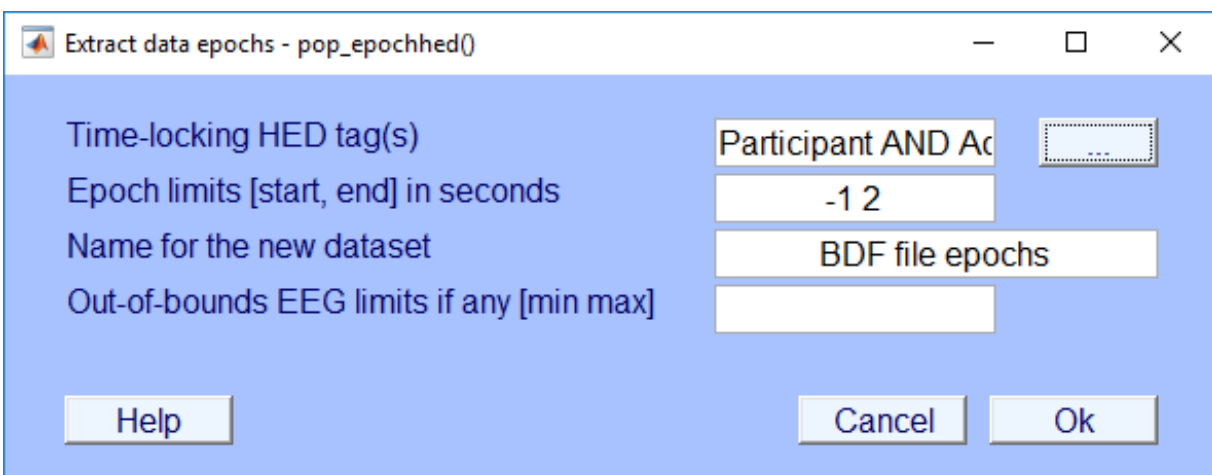 Extract data epochs - pop_epochhed()
Time-locking HED tag(s) Participant AND Ac ...
Epoch limits [start, end] in seconds -1 2
Name for the new dataset BDF file epochs
Out-of-bounds EEG limits if any [min max]
Help Cancel Ok